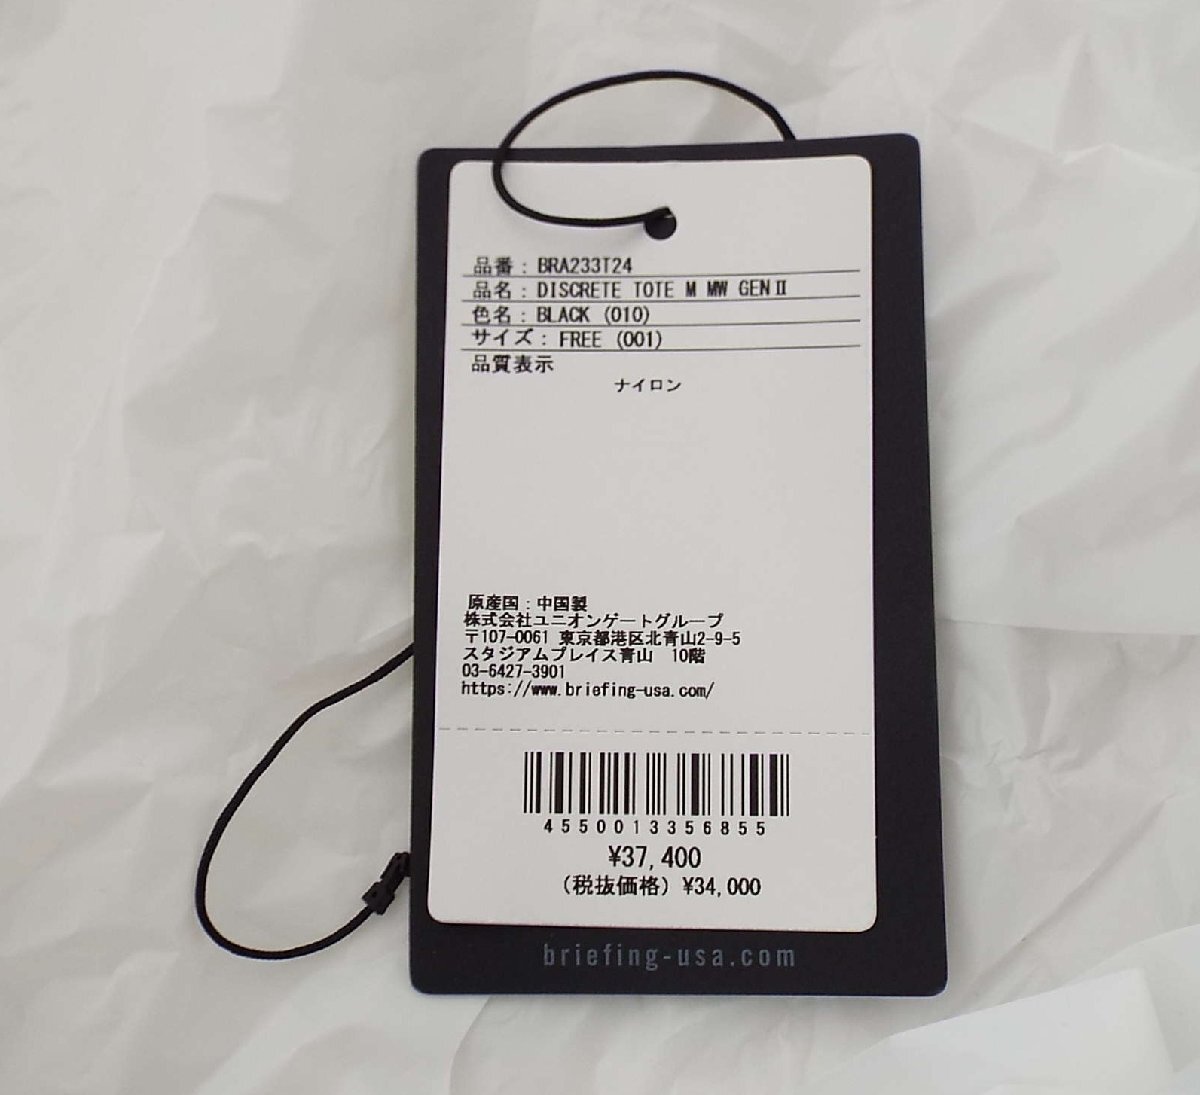 品番：BRA233T24
品名：DISCRETE TOTE M MW GENⅡ
色名：BLACK (010)
サイズ：FREE (001)
品質表示
ナイロン
原産国：中国製
株式会社ユニオンゲートグループ
〒107-0061 東京都港区北青山2-9-5
スタジアムプレイス青山 10階
03-6427-3901
https://www.briefing-usa.com/
4550013356855
¥37,400
（税抜価格）¥34,000
briefing-usa.com